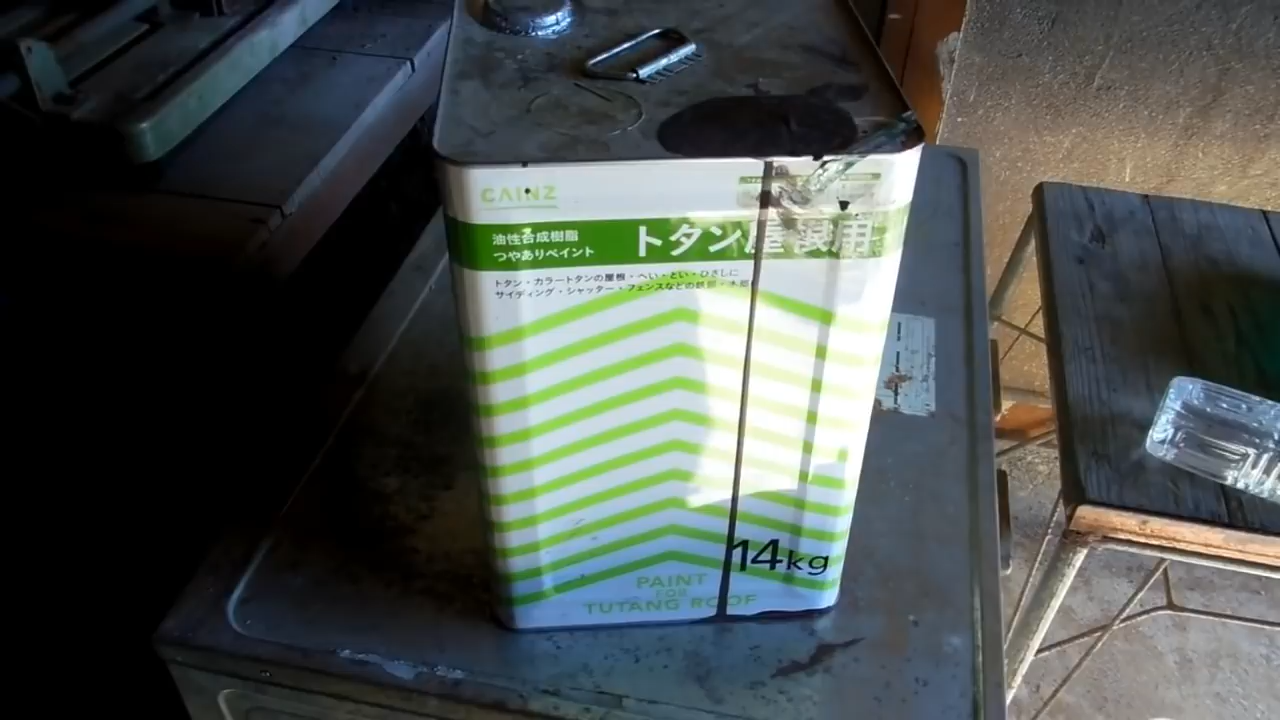 CAINZ
油性合成樹脂
つやありペイント
トタン屋根用
トタン・カラートタンの屋根・へい・とい・ひさしに
サイディング・シャッター・フェンスなどの鉄部・木部
14kg
PAINT
FOR
TUTANG ROOF